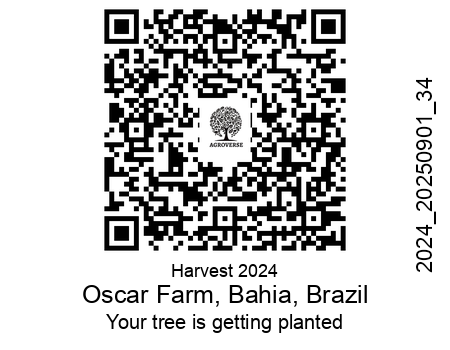 AGROVERSE
2024_20250901_34
Harvest 2024
Oscar Farm, Bahia, Brazil
Your tree is getting planted